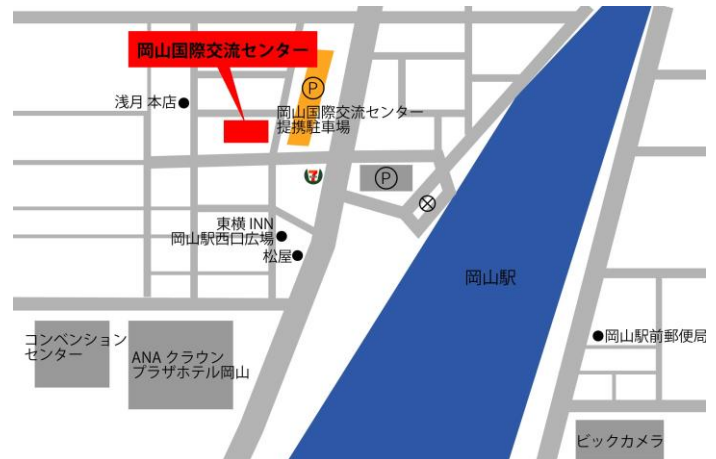 岡山国際交流センター
Ⓟ
浅月 本店
岡山国際交流センター
提携駐車場
7
Ⓟ
東横 INN
岡山駅西口広場
松屋
岡山駅
コンベンション
センター
ANA クラウン
プラザホテル岡山
岡山駅前郵便局
ビックカメラ